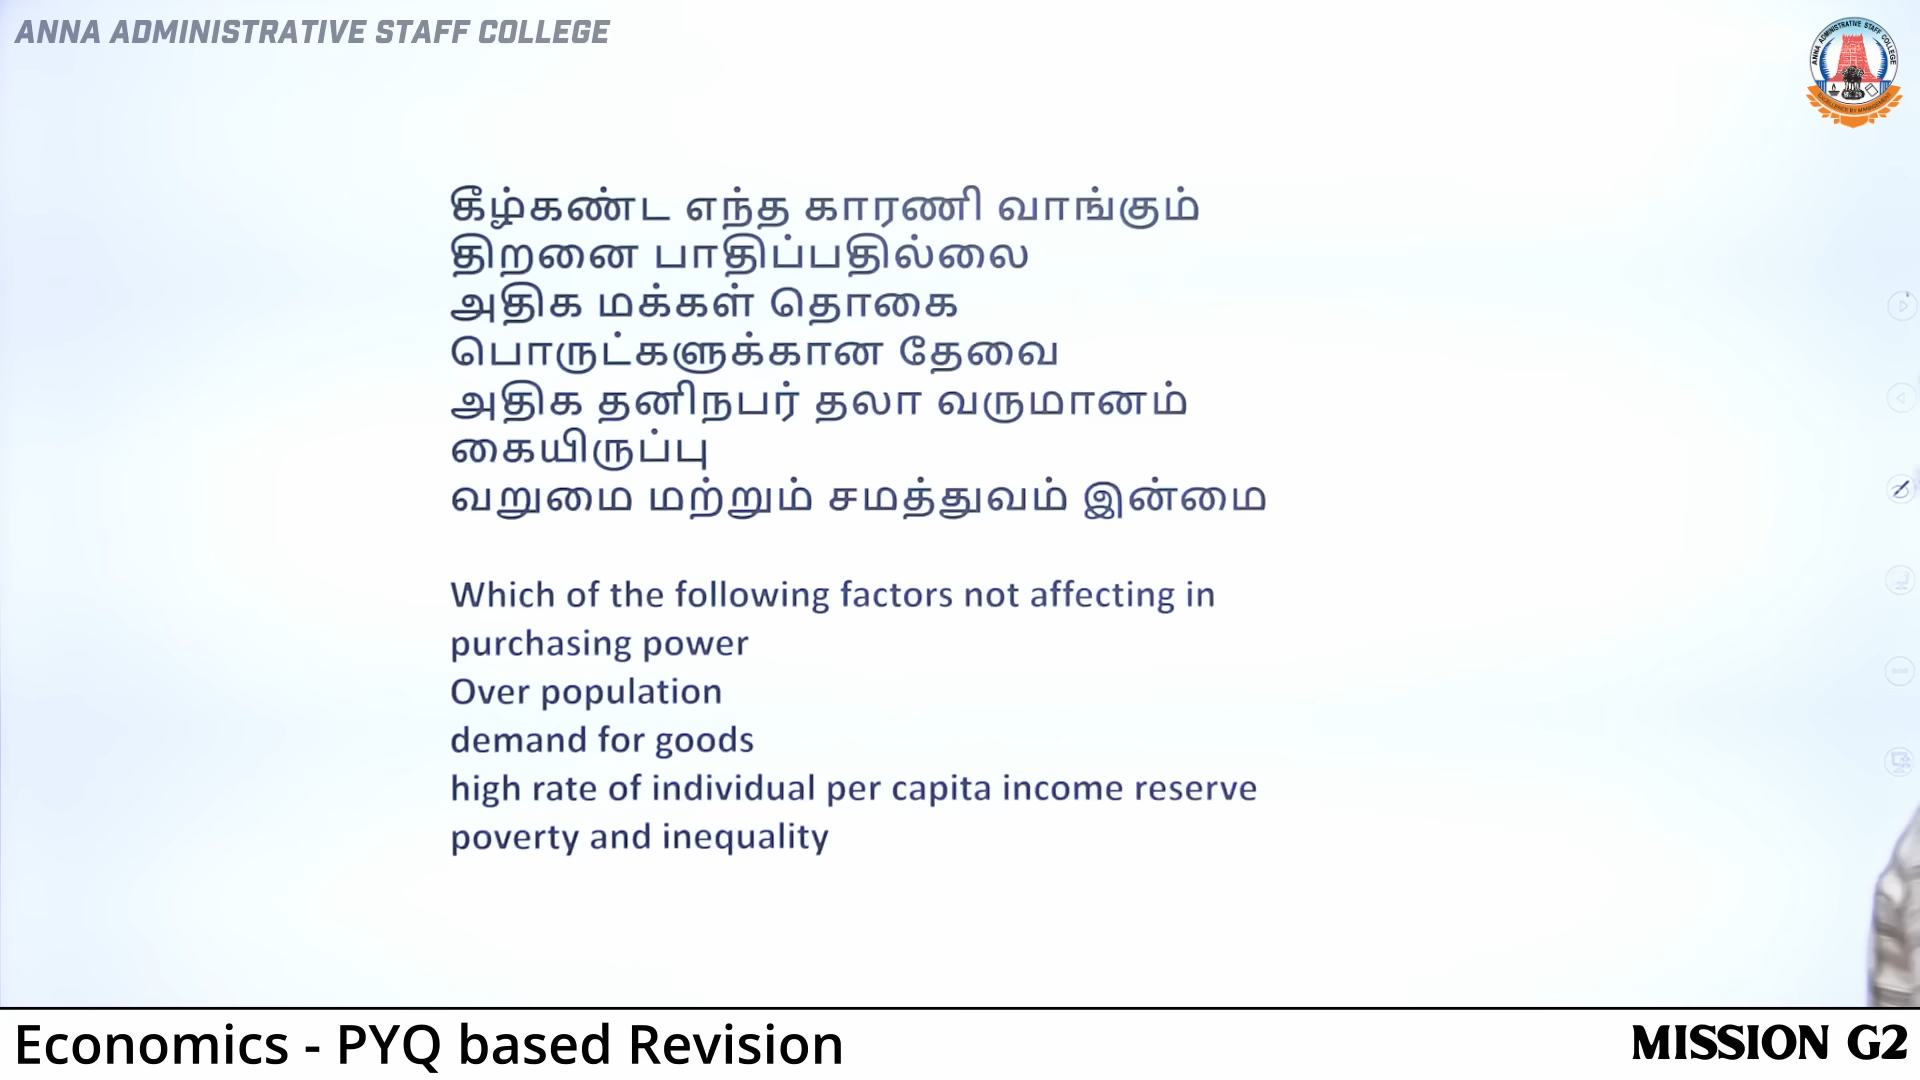 ANNA ADMINISTRATIVE STAFF COLLEGE
கீழ்கண்ட எந்த காரணி வாங்கும்
திறனை பாதிப்பதில்லை
அதிக மக்கள் தொகை
பொருட்களுக்கான தேவை
அதிக தனிநபர் தலா வருமானம்
கையிருப்பு
வறுமை மற்றும் சமத்துவம் இன்மை
Which of the following factors not affecting in
purchasing power
Over population
demand for goods
high rate of individual per capita income reserve
poverty and inequality
Economics - PYQ based Revision
MISSION G2